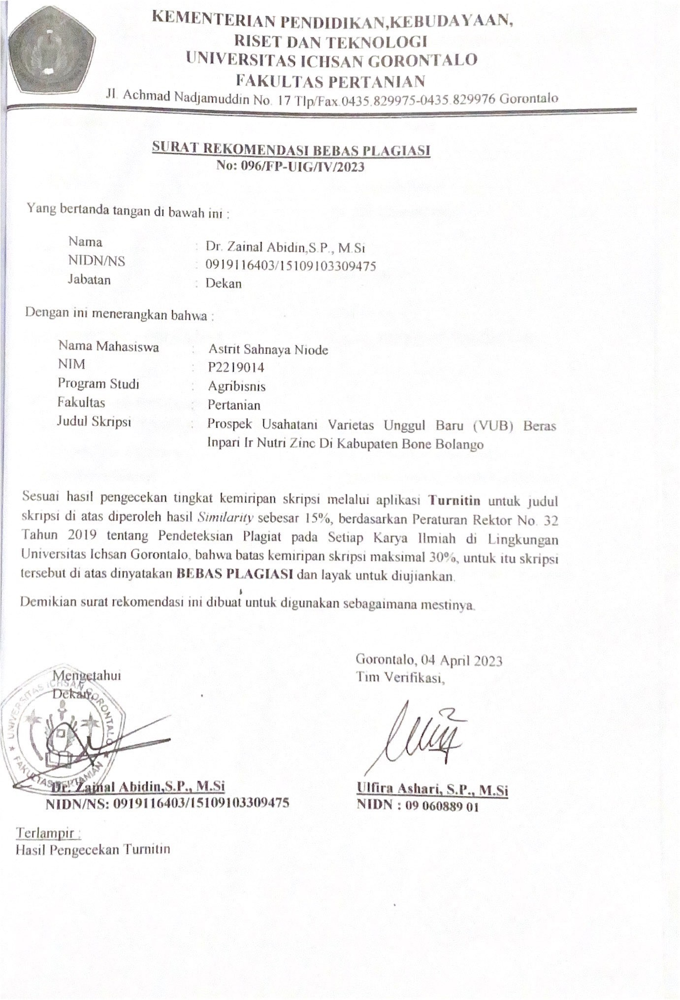 KEMENTERIAN PENDIDIKAN,KEBUDAYAAN,
RISET DAN TEKNOLOGI
UNIVERSITAS ICHSAN GORONTALO
FAKULTAS PERTANIAN
Jl. Achmad Nadjamuddin No. 17 Tlp/Fax.0435.829975-0435.829976 Gorontalo
SURAT REKOMENDASI BEBAS PLAGIASI
No: 096/FP-UIG/IV/2023
Yang bertanda tangan di bawah ini :
Nama : Dr. Zainal Abidin,S.P., M.Si
NIDN/NS : 0919116403/15109103309475
Jabatan : Dekan
Dengan ini menerangkan bahwa :
Nama Mahasiswa : Astrit Sahnaya Niode
NIM : P2219014
Program Studi : Agribisnis
Fakultas : Pertanian
Judul Skripsi : Prospek Usahatani Varietas Unggul Baru (VUB) Beras
Inpari Ir Nutri Zinc Di Kabupaten Bone Bolango
Sesuai hasil pengecekan tingkat kemiripan skripsi melalui aplikasi Turnitin untuk judul
skripsi di atas diperoleh hasil Similarity sebesar 15%, berdasarkan Peraturan Rektor No. 32
Tahun 2019 tentang Pendeteksian Plagiat pada Setiap Karya Ilmiah di Lingkungan
Universitas Ichsan Gorontalo, bahwa batas kemiripan skripsi maksimal 30%, untuk itu skripsi
tersebut di atas dinyatakan BEBAS PLAGIASI dan layak untuk diujiankan.
Demikian surat rekomendasi ini dibuat untuk digunakan sebagaimana mestinya.
Gorontalo, 04 April 2023
Tim Verifikasi,
Mengetahui
Dekan,
UNIVERSITAS ICHSAN GORONTALO
FAKULTAS PERTANIAN
Dr. Zainal Abidin,S.P., M.Si
NIDN/NS: 0919116403/15109103309475
Ulfira Ashari, S.P., M.Si
NIDN : 09 060889 01
Terlampir :
Hasil Pengecekan Turnitin